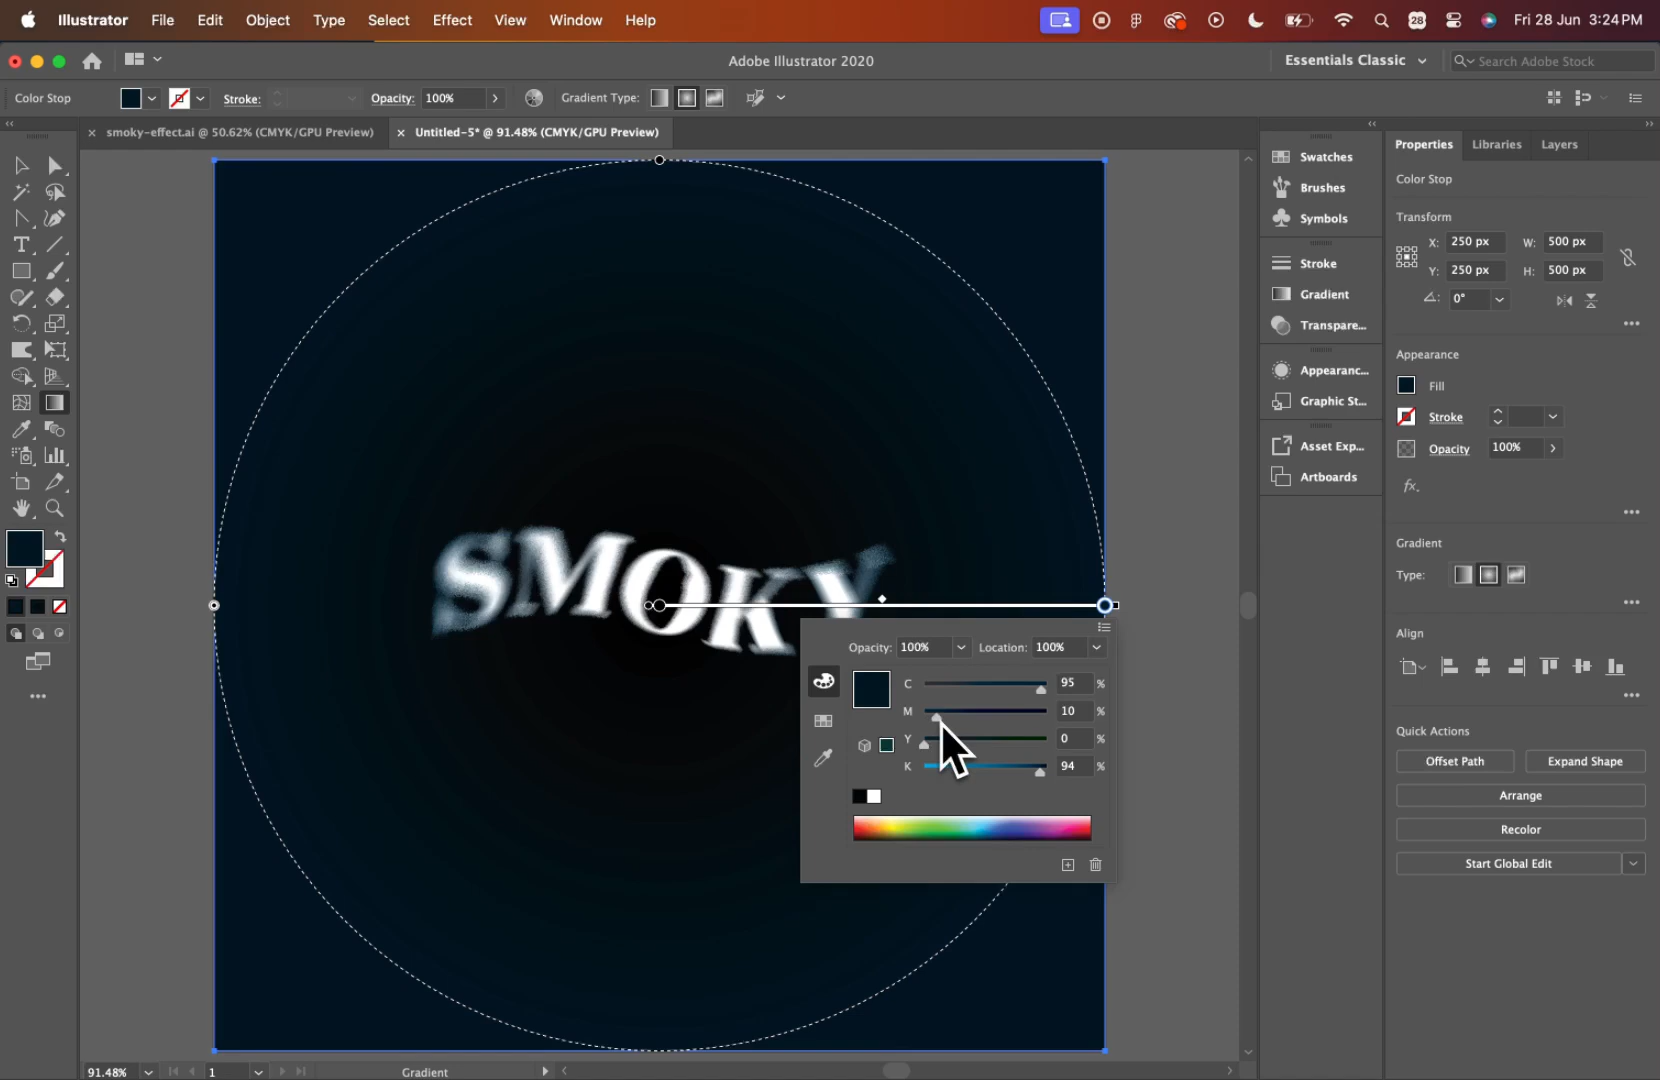 Illustrator File Edit Object Type Select Effect View Window Help 28 Fri 28 Jun 3:24 PM
Adobe Illustrator 2020 Essentials Classic Search Adobe Stock
Color Stop Stroke: Opacity: 100% Gradient Type:
smoky-effect.ai @ 50.62% (CMYK/GPU Preview) Untitled-5* @ 91.48% (CMYK/GPU Preview)
Swatches
Brushes
Symbols
Stroke
Gradient
Transpare...
Appearanc...
Graphic St...
Asset Exp...
Artboards
Properties Libraries Layers
Color Stop
Transform
X: 250 px W: 500 px
Y: 250 px H: 500 px
0°
Appearance
Fill
Stroke
Opacity 100%
fx.
Gradient
Type:
Align
Quick Actions
Offset Path Expand Shape
Arrange
Recolor
Start Global Edit
SMOKY
Opacity: 100% Location: 100%
C 95 %
M 10 %
Y 0 %
K 94 %
91.48% 1 Gradient